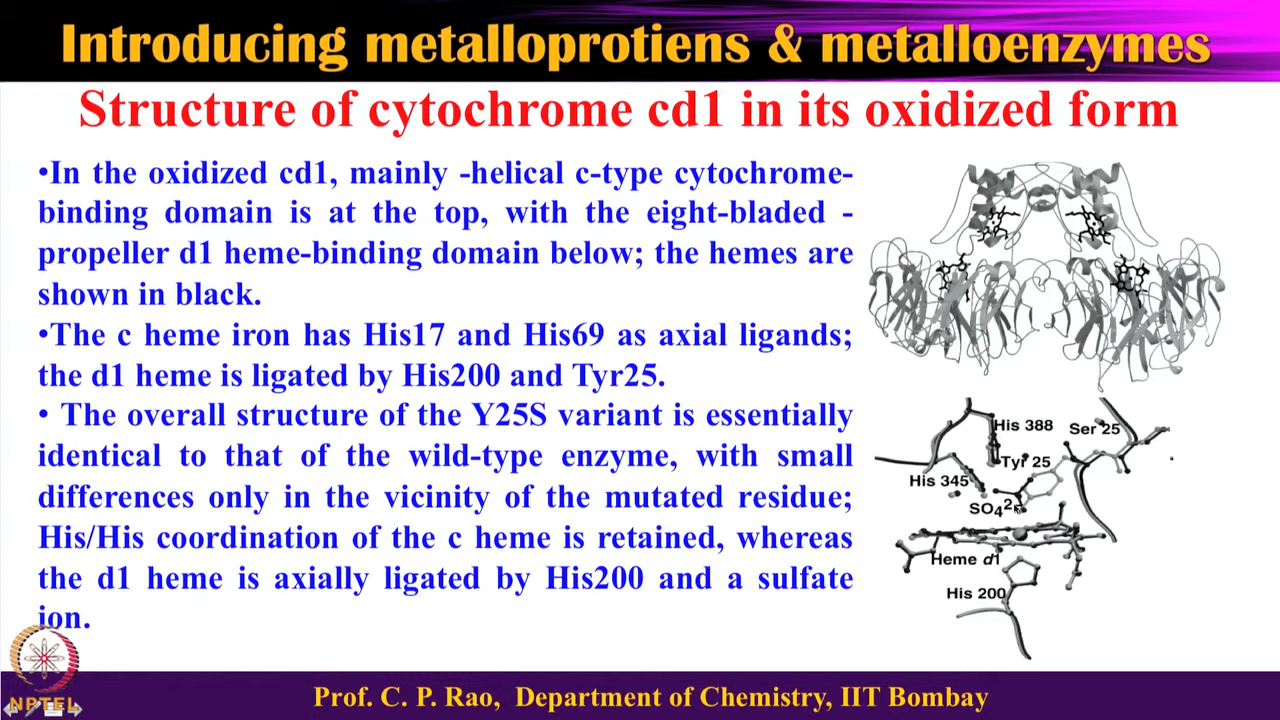 Introducing metalloprotiens & metalloenzymes
Structure of cytochrome cd1 in its oxidized form
•In the oxidized cd1, mainly -helical c-type cytochrome-
binding domain is at the top, with the eight-bladed -
propeller d1 heme-binding domain below; the hemes are
shown in black.
•The c heme iron has His17 and His69 as axial ligands;
the d1 heme is ligated by His200 and Tyr25.
• The overall structure of the Y25S variant is essentially
identical to that of the wild-type enzyme, with small
differences only in the vicinity of the mutated residue;
His/His coordination of the c heme is retained, whereas
the d1 heme is axially ligated by His200 and a sulfate
ion.
His 388
Ser 25
Tyr 25
His 345
SO42-
Heme d1
His 200
NPTEL
Prof. C. P. Rao, Department of Chemistry, IIT Bombay